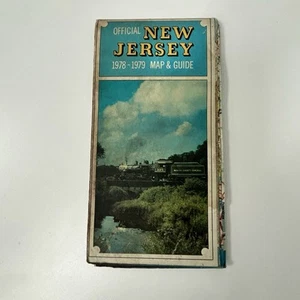 OFFICIAL NEW
JERSEY
1978-1979 MAP & GUIDE